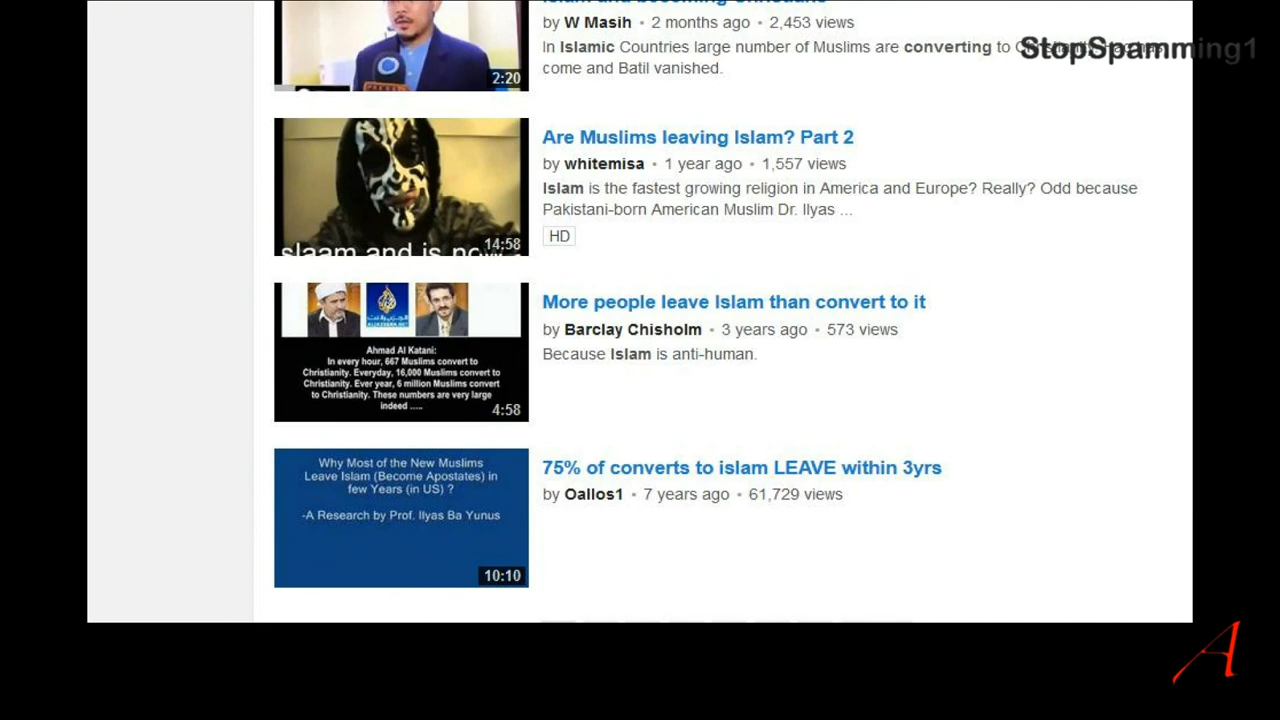 by W Masih • 2 months ago • 2,453 views
In Islamic Countries large number of Muslims are converting to
StopSpamming1
come and Batil vanished.
2:20
Are Muslims leaving Islam? Part 2
by whitemisa • 1 year ago • 1,557 views
Islam is the fastest growing religion in America and Europe? Really? Odd because
Pakistani-born American Muslim Dr. Ilyas ...
HD
slaam and is now
14:58
More people leave Islam than convert to it
by Barclay Chisholm • 3 years ago • 573 views
Because Islam is anti-human.
Ahmad Al Katani:
In every hour, 667 Muslims convert to
Christianity. Everyday, 16,000 Muslims convert to
Christianity. Ever year, 6 million Muslims convert
to Christianity. These numbers are very large
indeed .....
4:58
75% of converts to islam LEAVE within 3yrs
by Oallos1 • 7 years ago • 61,729 views
Why Most of the New Muslims
Leave Islam (Become Apostates) in
few Years (in US) ?
-A Research by Prof. Ilyas Ba Yunus
10:10
A